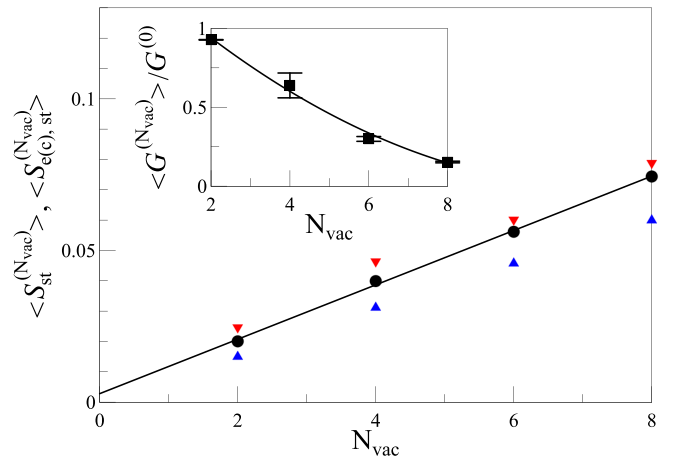 <S_st^(N_vac)>, <S_e(c), st^(N_vac)>
0.1
0.05
0
0 2 4 6 8
N_vac
<G^(N_vac)>/G^(0)
1
0.5
0
2 4 6 8
N_vac